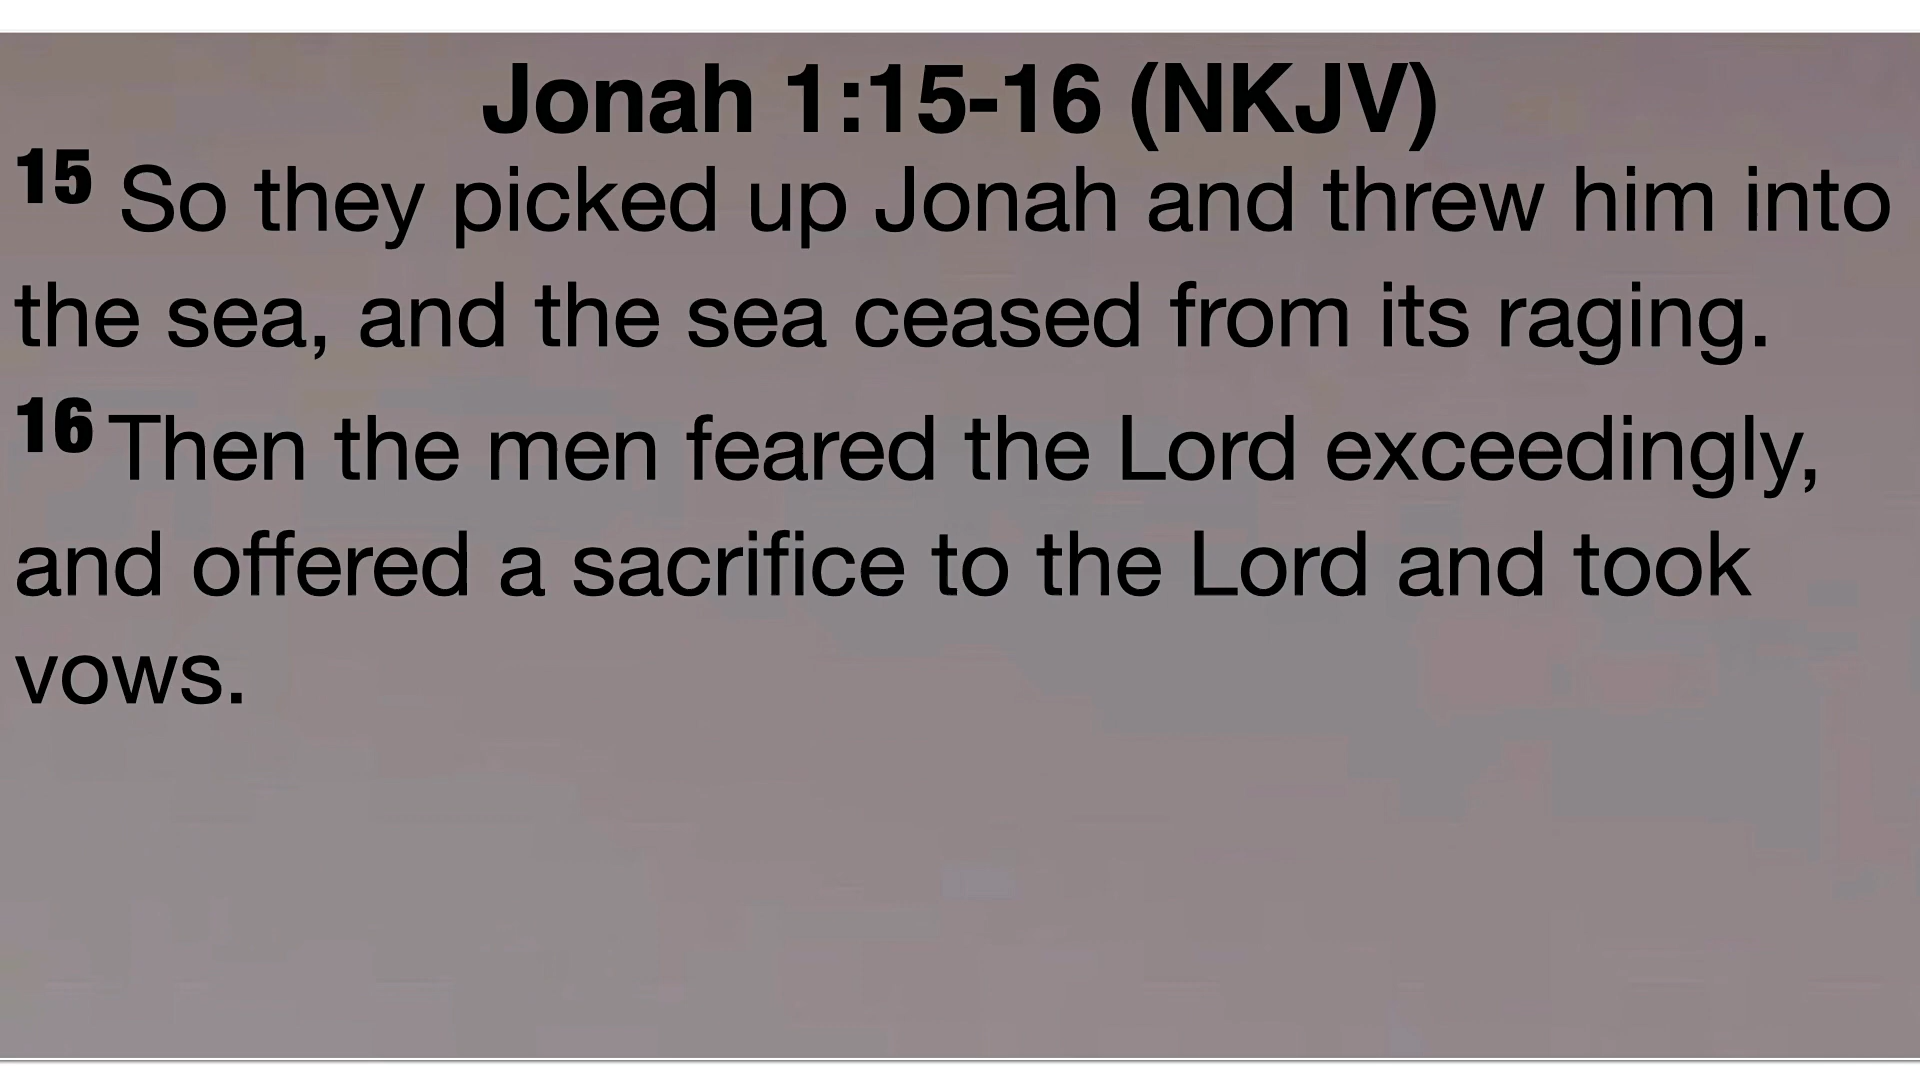 Jonah 1:15-16 (NKJV)
15 So they picked up Jonah and threw him into
the sea, and the sea ceased from its raging.
16 Then the men feared the Lord exceedingly,
and offered a sacrifice to the Lord and took
vows.